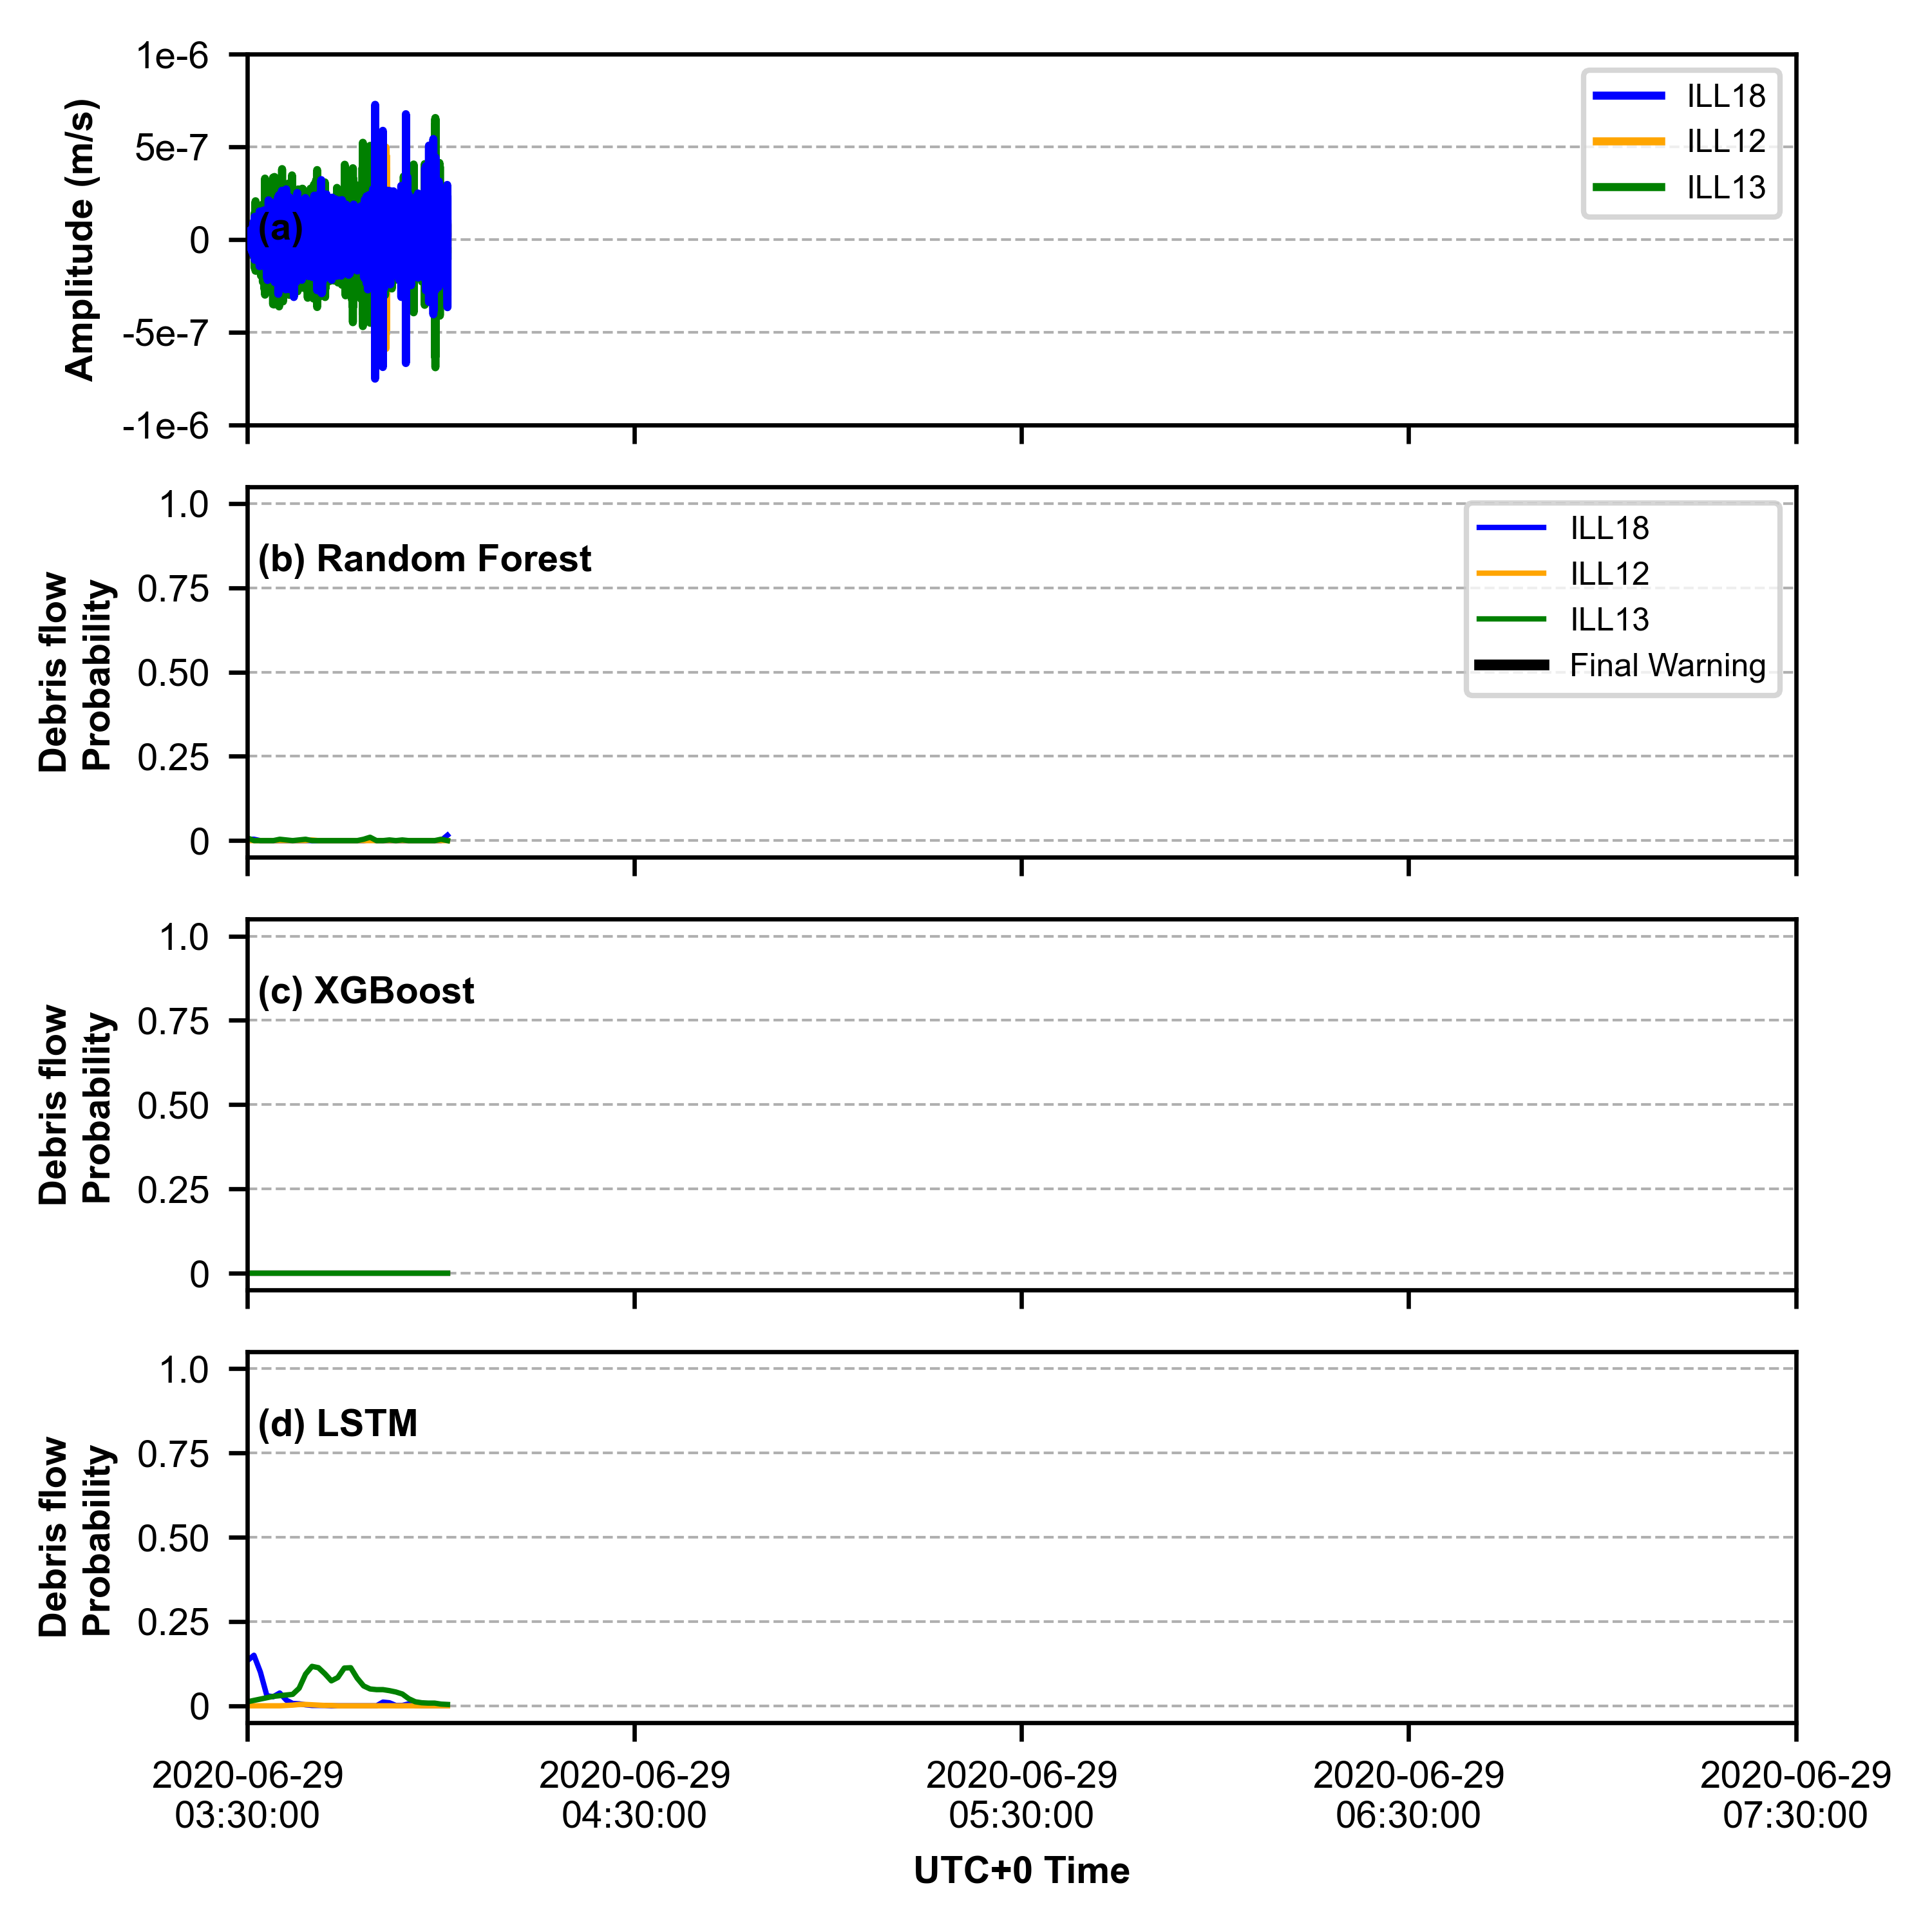 1e-6
5e-7
0
-5e-7
-1e-6
Amplitude (m/s)
(a)
ILL18
ILL12
ILL13
1.0
0.75
0.50
0.25
0
Debris flow
Probability
(b) Random Forest
ILL18
ILL12
ILL13
Final Warning
1.0
0.75
0.50
0.25
0
Debris flow
Probability
(c) XGBoost
1.0
0.75
0.50
0.25
0
Debris flow
Probability
(d) LSTM
2020-06-29
03:30:00
2020-06-29
04:30:00
2020-06-29
05:30:00
2020-06-29
06:30:00
2020-06-29
07:30:00
UTC+0 Time